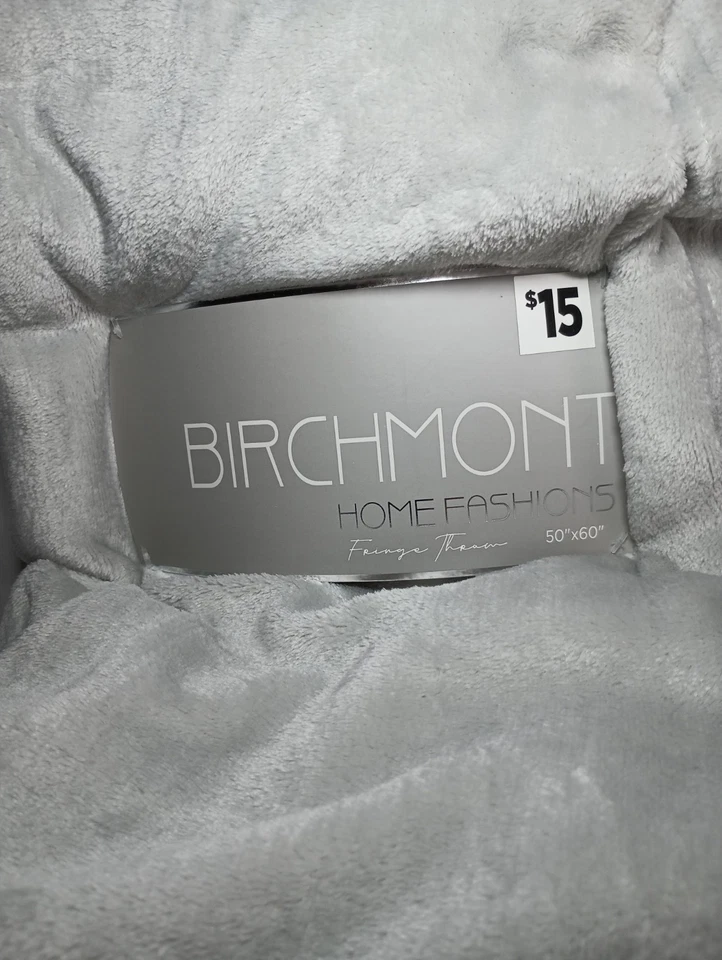 $15
BIRCHMONT
HOME FASHIONS
Fringe Throw
50"x60"